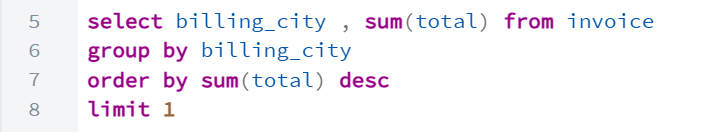 5 select billing_city , sum(total) from invoice
6 group by billing_city
7 order by sum(total) desc
8 limit 1